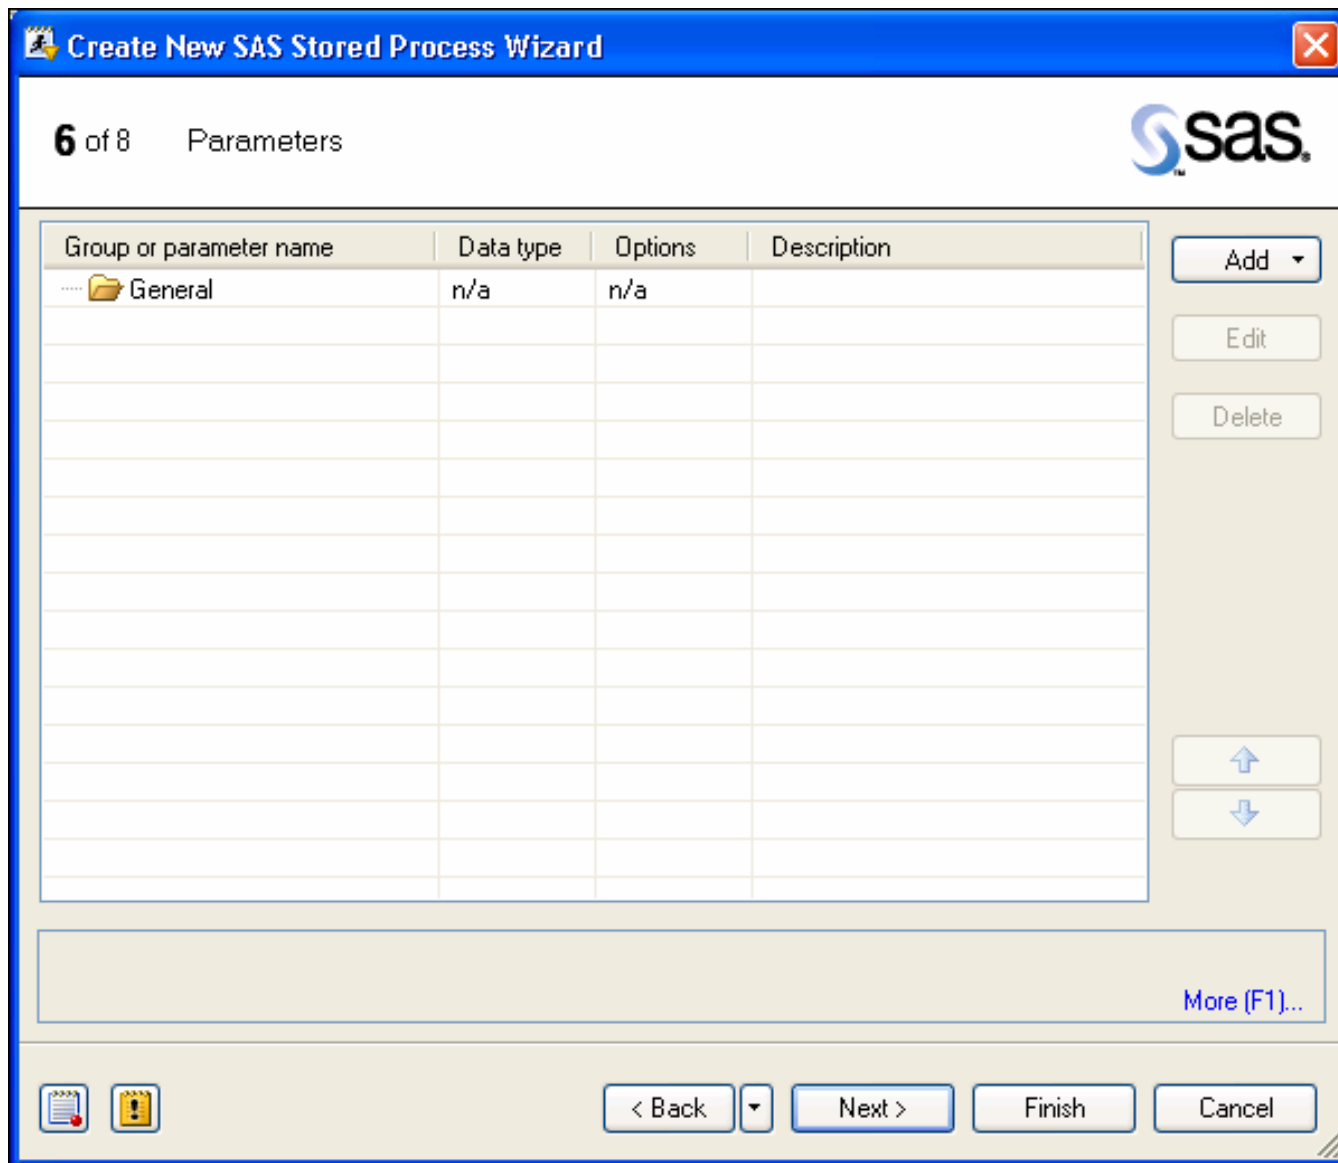 Create New SAS Stored Process Wizard
6 of 8 Parameters
sas.
Group or parameter name Data type Options Description
General n/a n/a
Add
Edit
Delete
More (F1)...
< Back Next > Finish Cancel